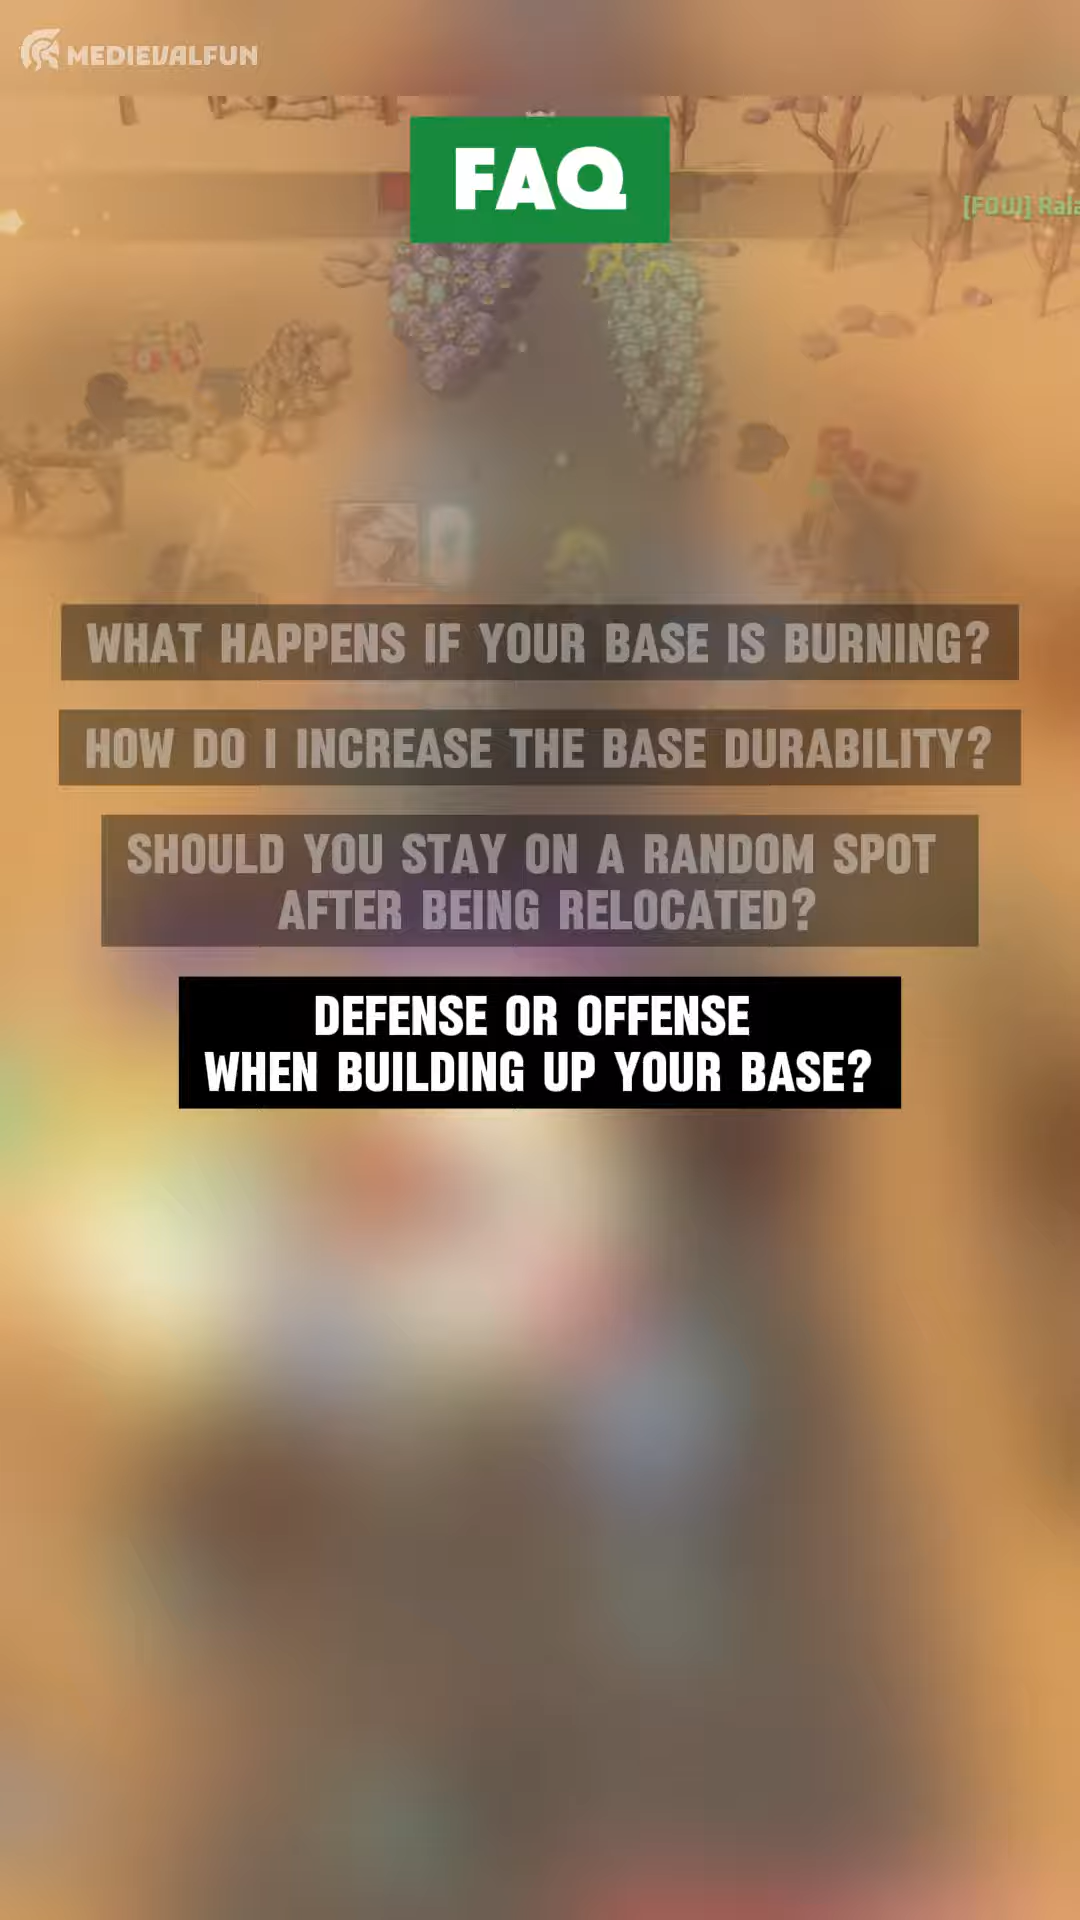 MEDIEVALFUN
FAQ
WHAT HAPPENS IF YOUR BASE IS BURNING?
HOW DO I INCREASE THE BASE DURABILITY?
SHOULD YOU STAY ON A RANDOM SPOT
AFTER BEING RELOCATED?
DEFENSE OR OFFENSE
WHEN BUILDING UP YOUR BASE?